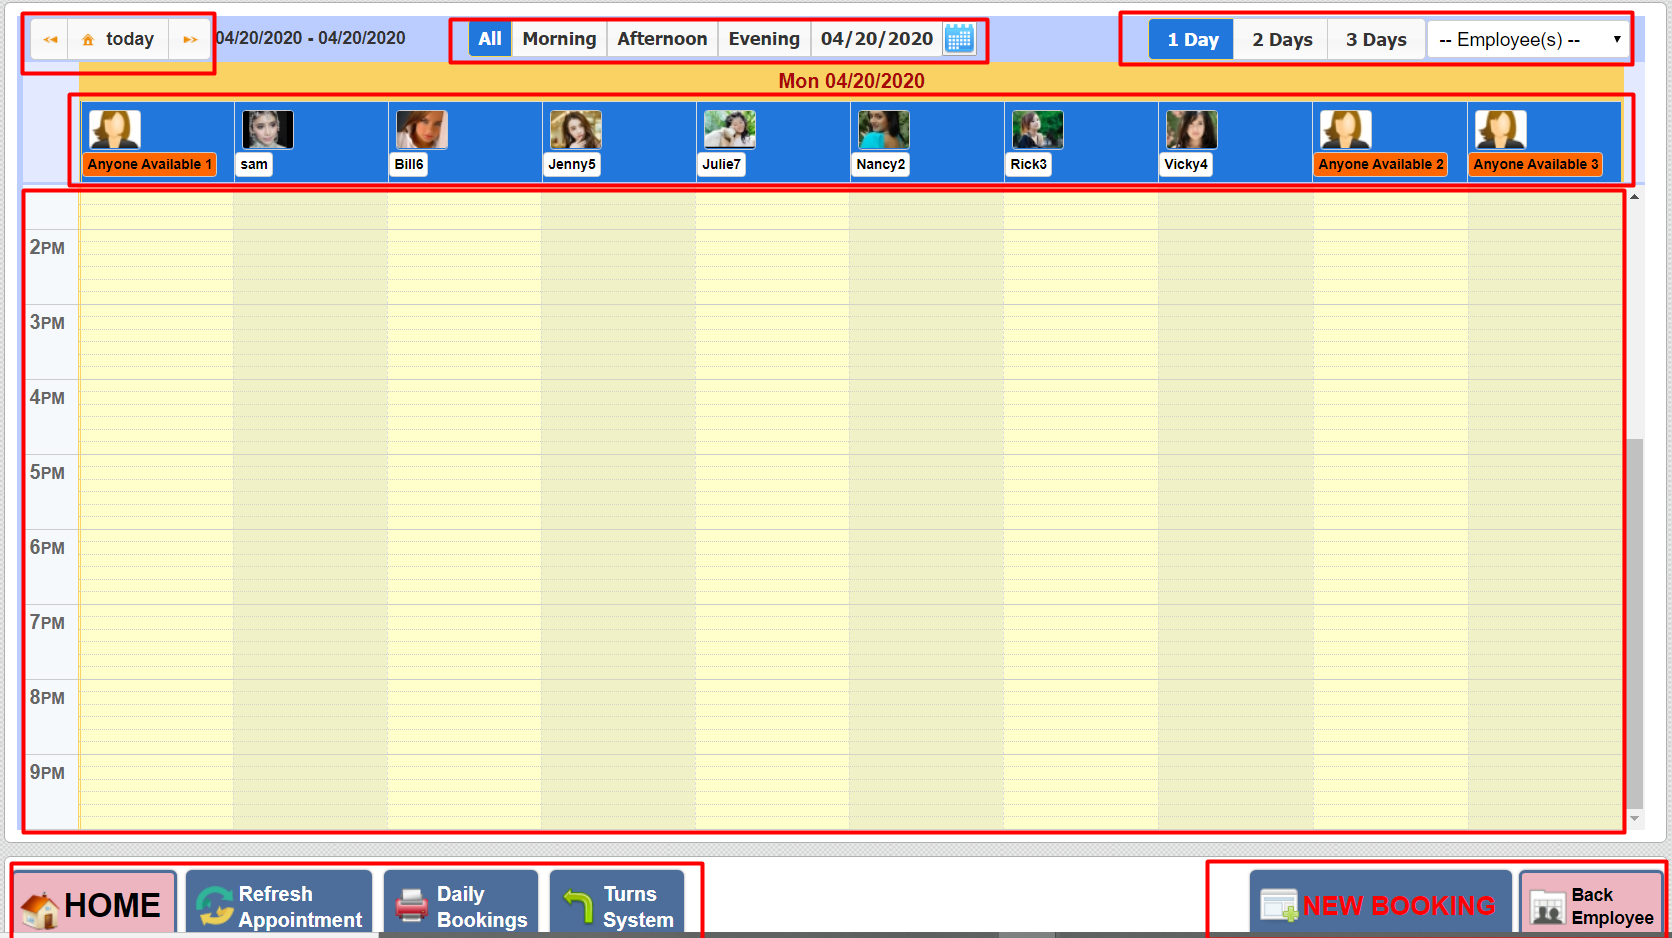 today
04/20/2020 - 04/20/2020
All Morning Afternoon Evening 04/20/2020
1 Day 2 Days 3 Days -- Employee(s) --
Mon 04/20/2020
Anyone Available 1 sam Bill6 Jenny5 Julie7 Nancy2 Rick3 Vicky4 Anyone Available 2 Anyone Available 3
2PM
3PM
4PM
5PM
6PM
7PM
8PM
9PM
HOME
Refresh
Appointment
Daily
Bookings
Turns
System
NEW BOOKING
Back
Employee